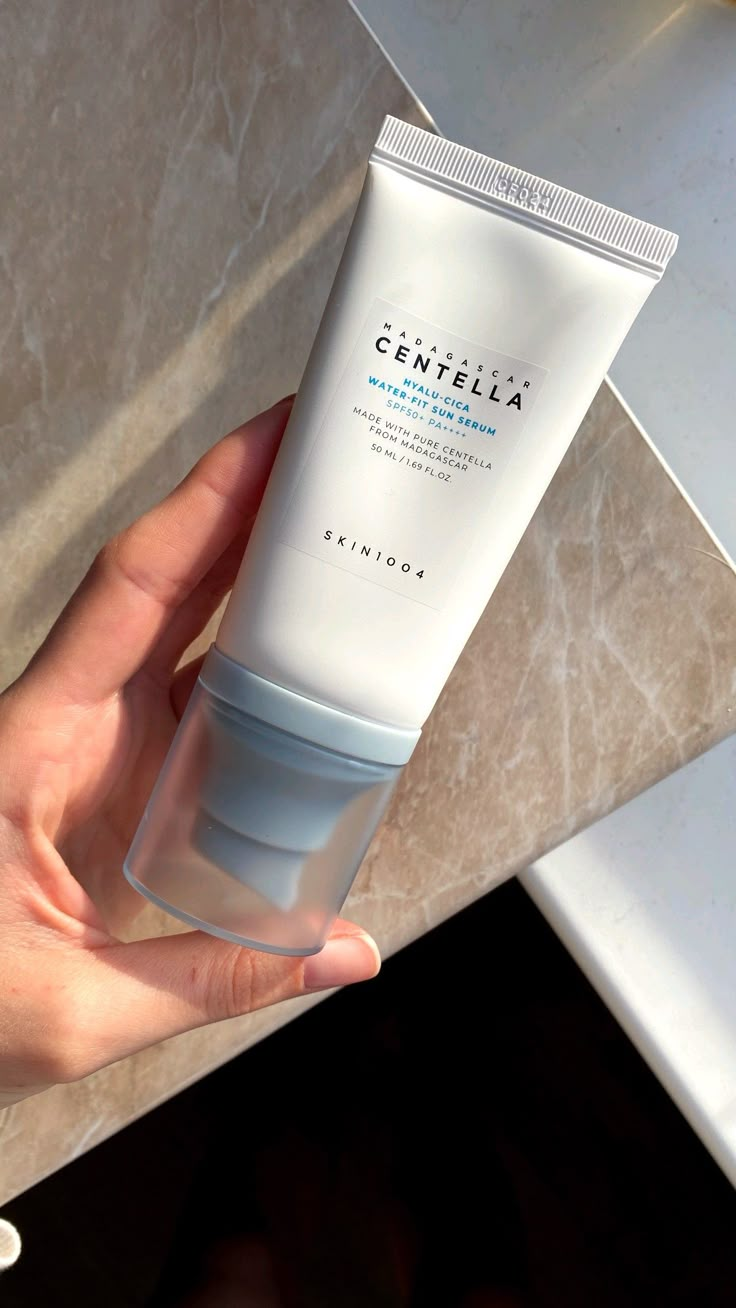 MADAGASCAR
CENTELLA
HYALU-CICA
WATER-FIT SUN SERUM
SPF50+ PA++++
MADE WITH PURE CENTELLA
FROM MADAGASCAR
50 ML / 1.69 FL.OZ.
SKIN1004